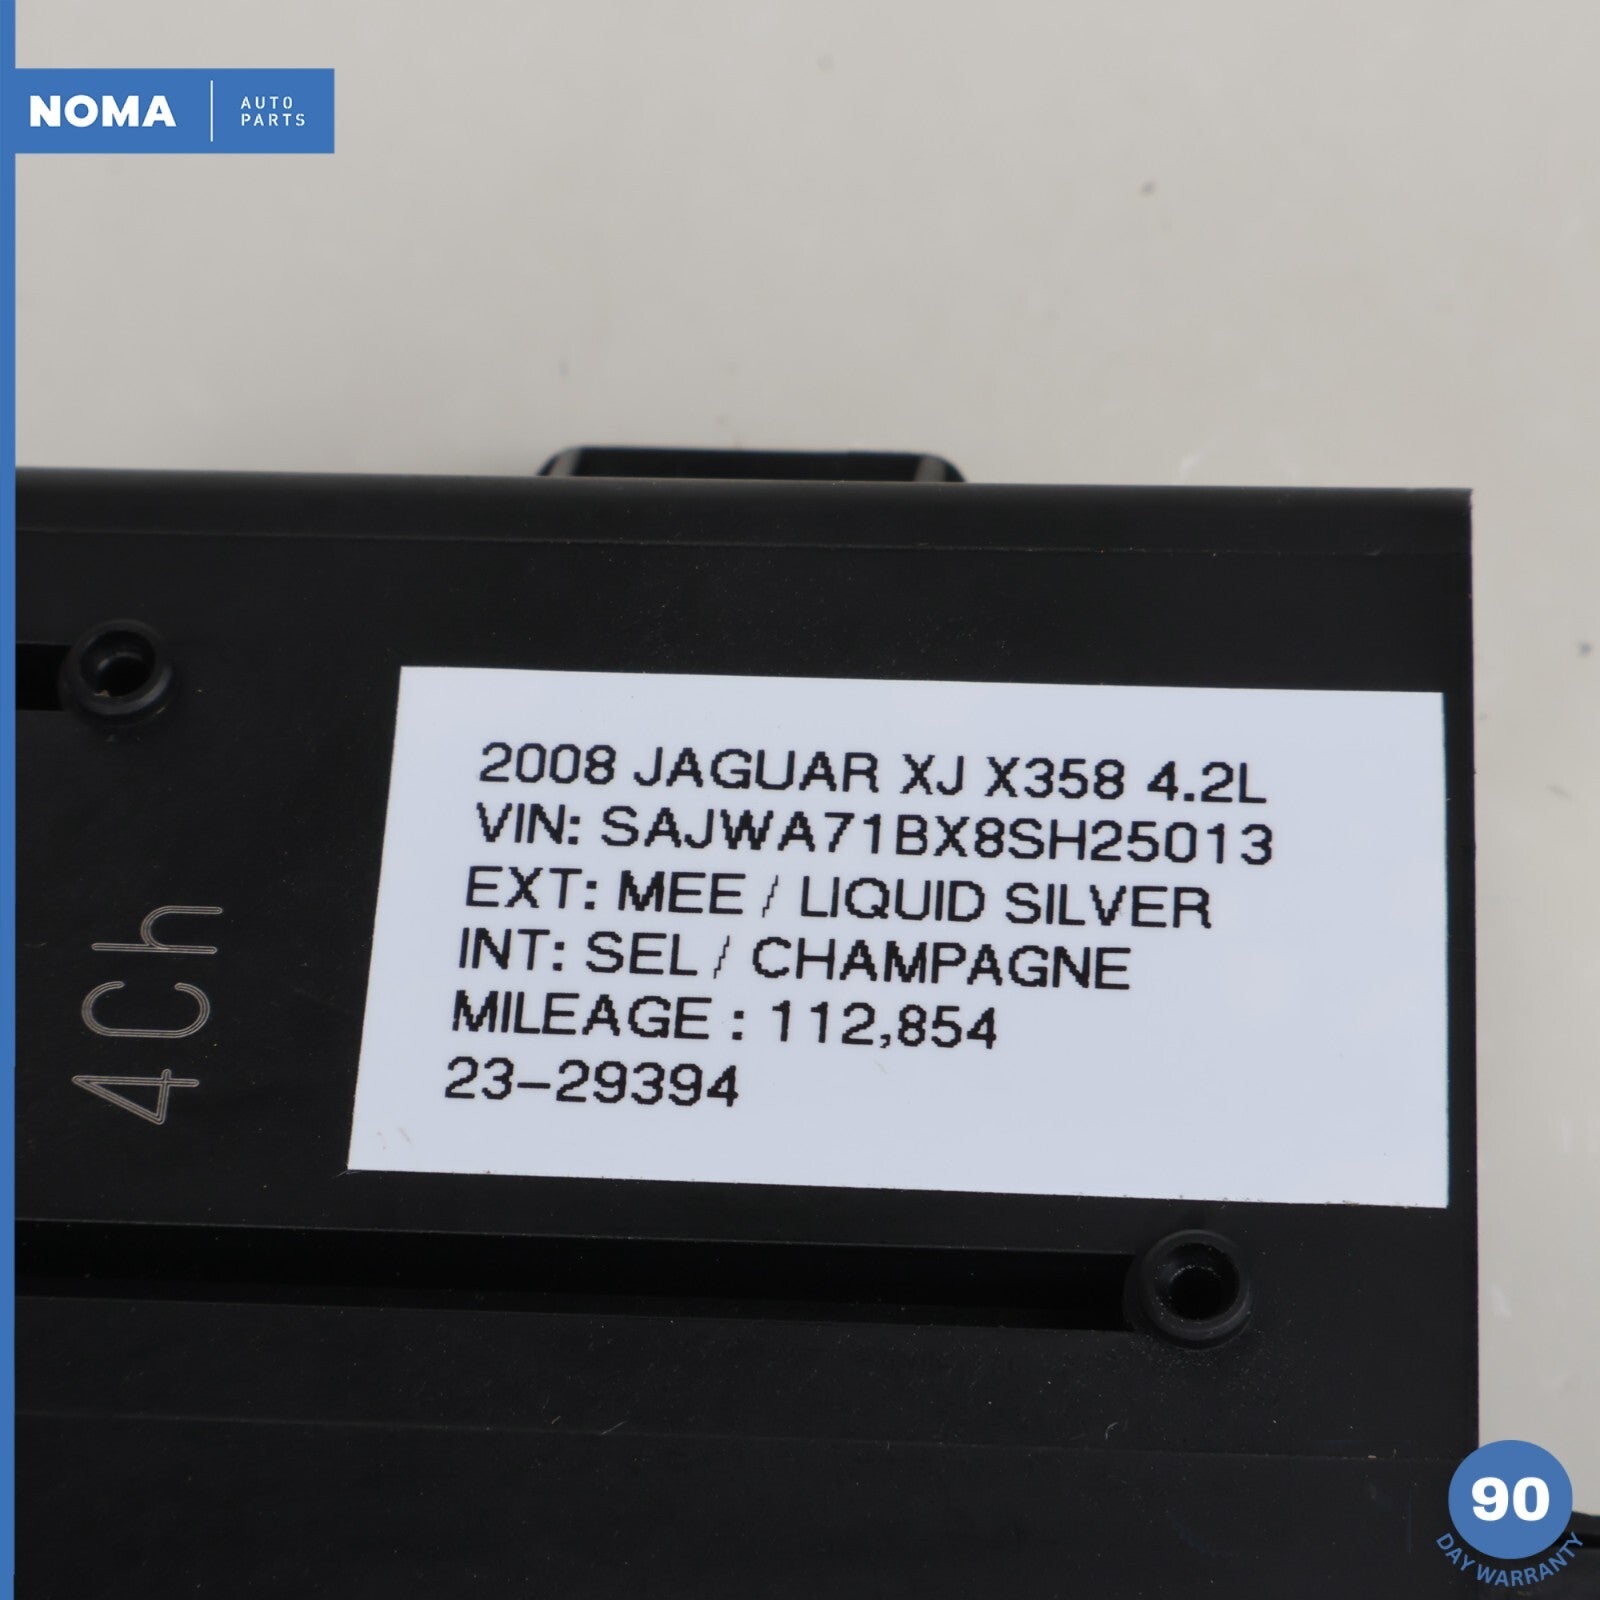 NOMA
AUTO
PARTS
2008 JAGUAR XJ X358 4.2L
VIN: SAJWA71BX8SH25013
EXT: MEE / LIQUID SILVER
INT: SEL / CHAMPAGNE
MILEAGE : 112,854
23-29394
4Ch
90
DAY WARRANTY